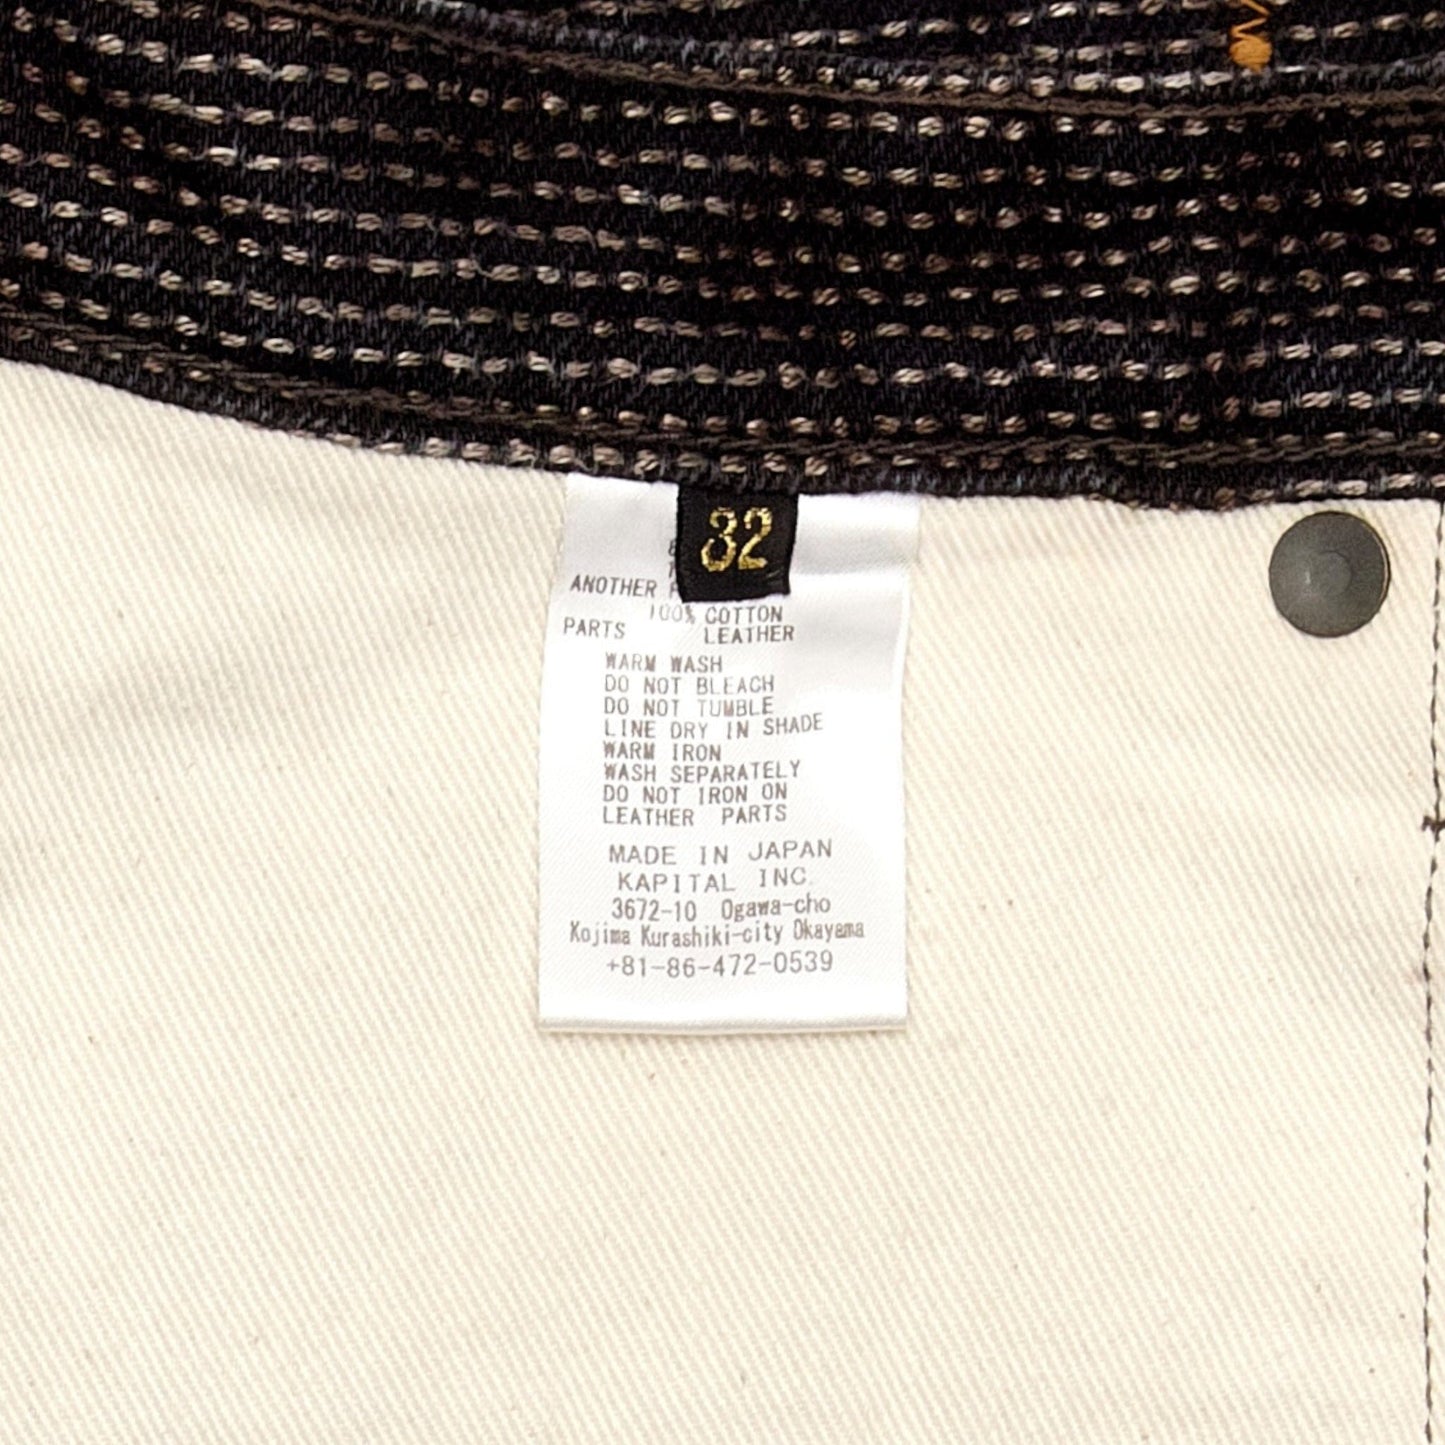 32
ANOTHER
100% COTTON
PARTS LEATHER
WARM WASH
DO NOT BLEACH
DO NOT TUMBLE
LINE DRY IN SHADE
WARM IRON
WASH SEPARATELY
DO NOT IRON ON
LEATHER PARTS
MADE IN JAPAN
KAPITAL INC.
3672-10 Ogawa-cho
Kojima Kurashiki-city Okayama
+81-86-472-0539